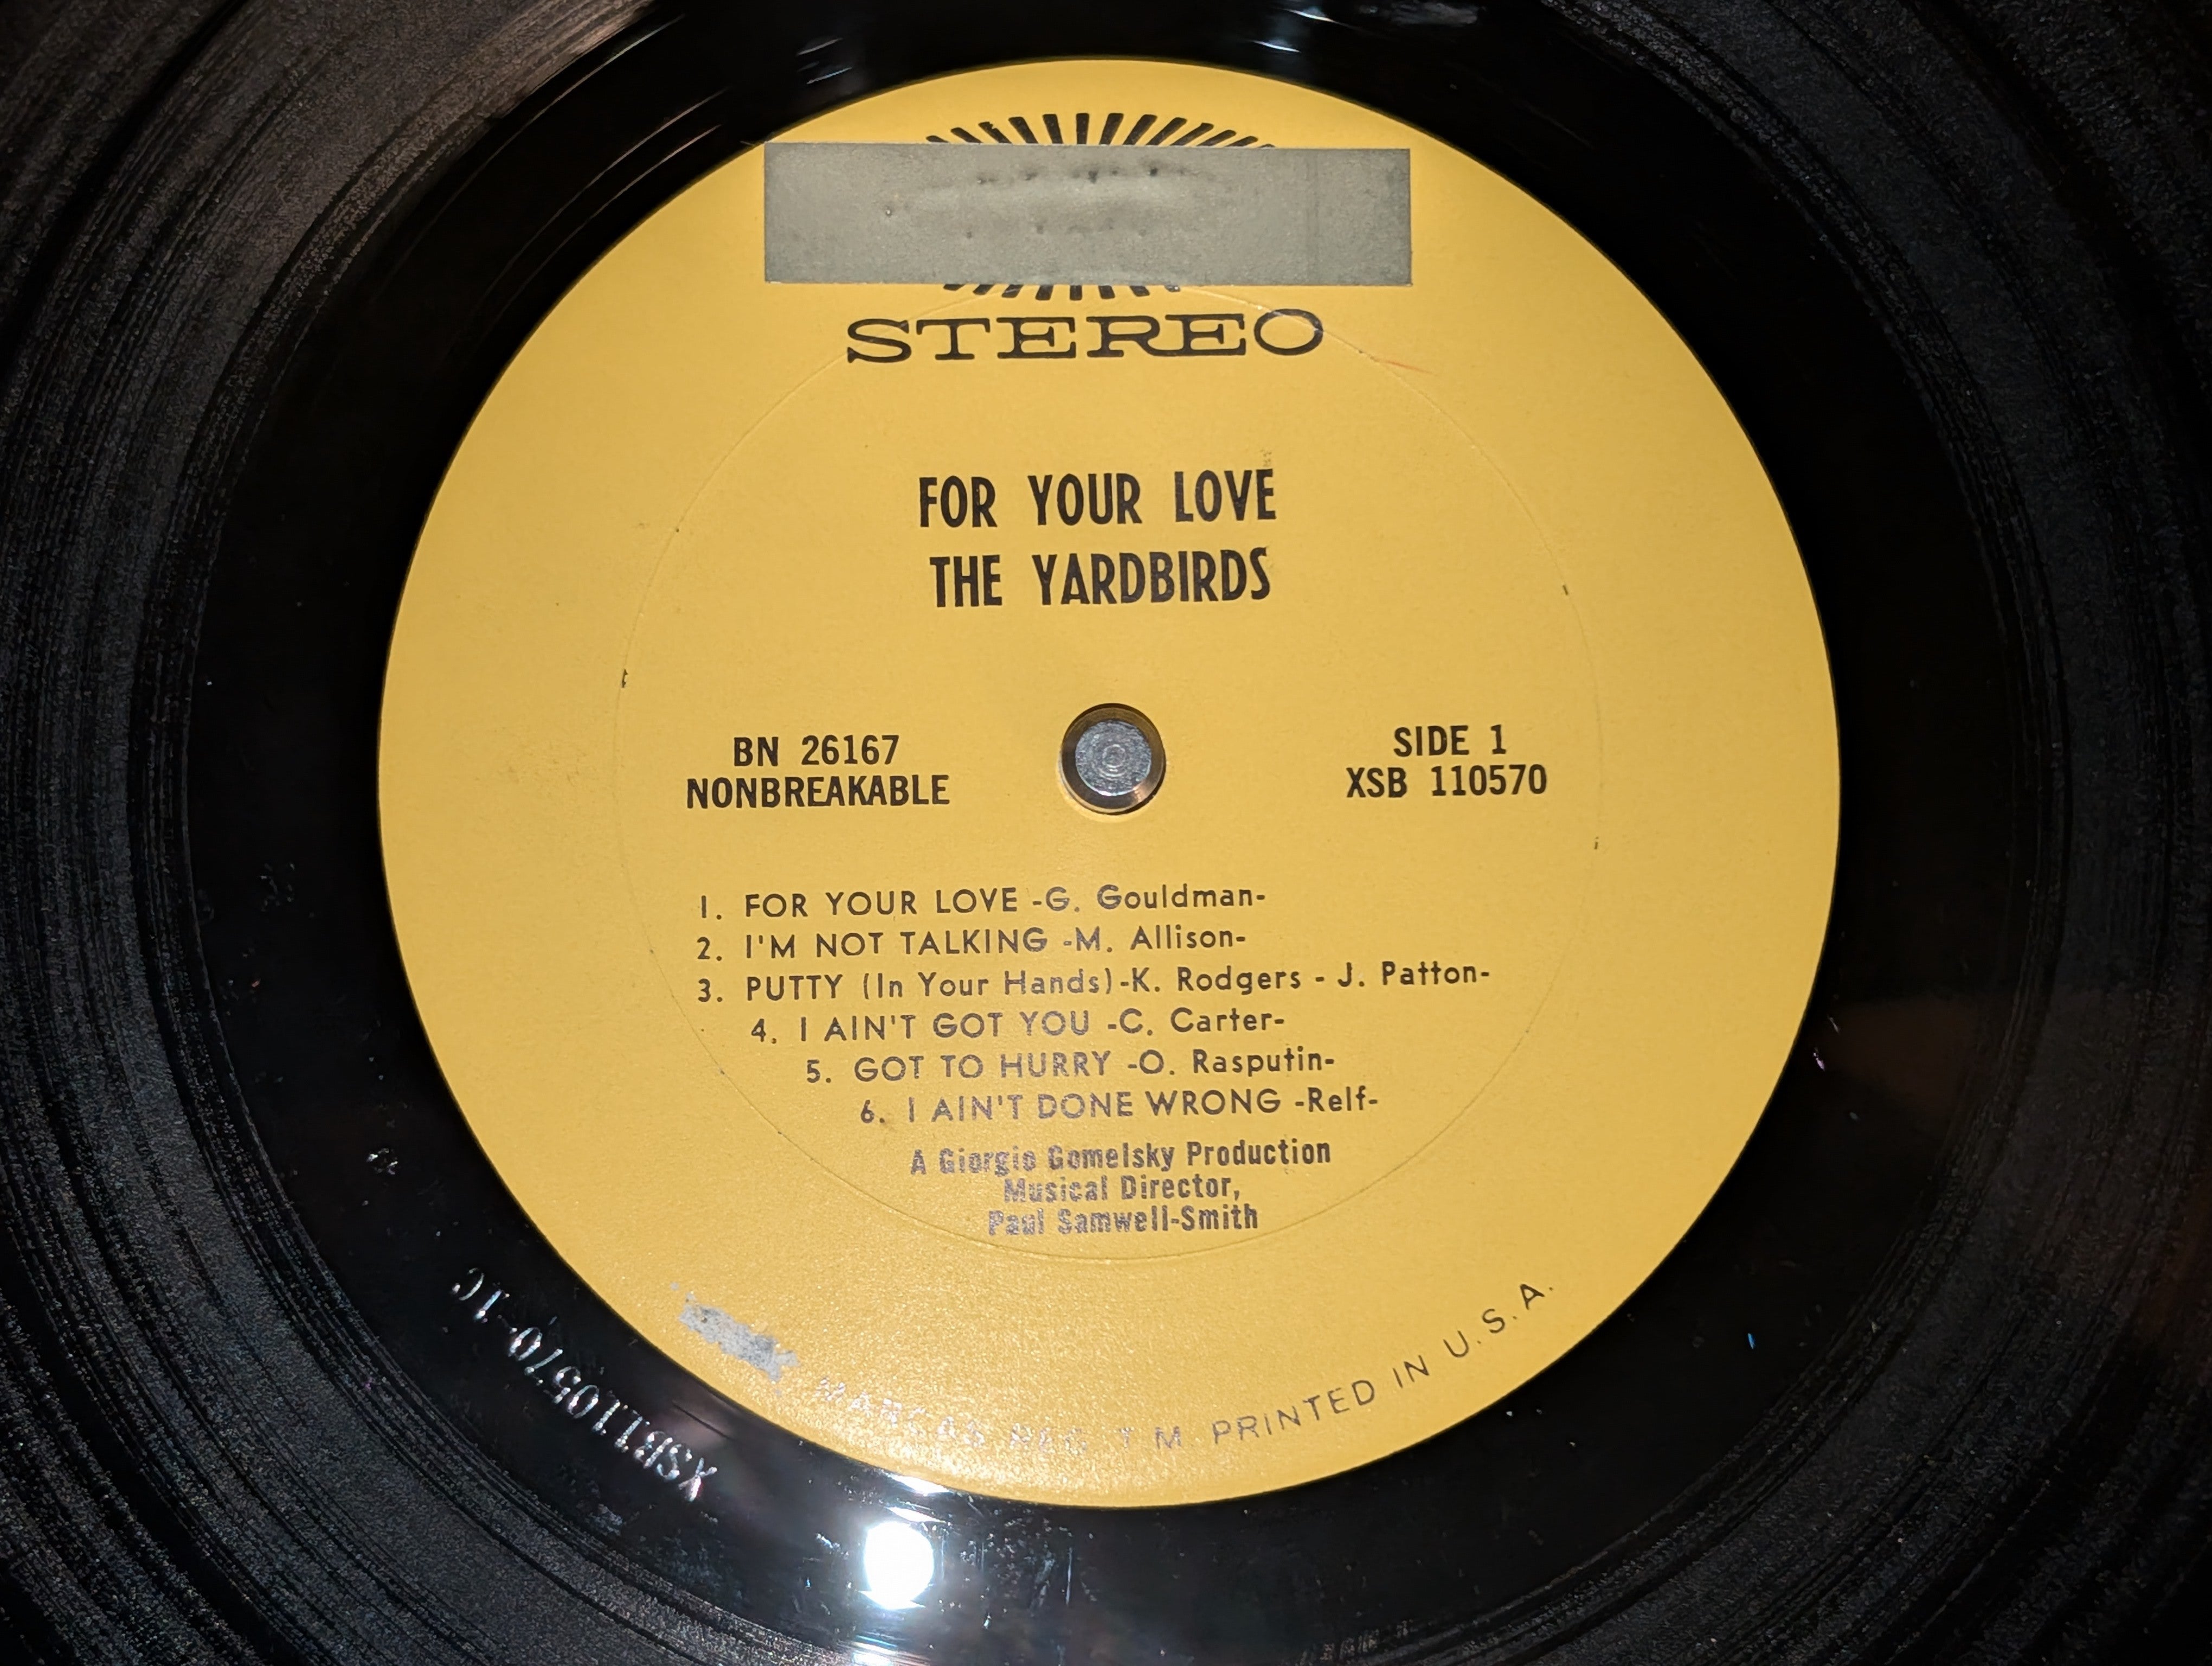 STEREO
FOR YOUR LOVE
THE YARDBIRDS
BN 26167
NONBREAKABLE
SIDE 1
XSB 110570
1. FOR YOUR LOVE -G. Gouldman-
2. I'M NOT TALKING -M. Allison-
3. PUTTY (In Your Hands)-K. Rodgers - J. Patton-
4. I AIN'T GOT YOU -C. Carter-
5. GOT TO HURRY -O. Rasputin-
6. I AIN'T DONE WRONG -Relf-
A Giorgio Gomelsky Production
Musical Director,
Paul Samwell-Smith
MARCAS REG. T.M. PRINTED IN U.S.A.
XSB110570-1C